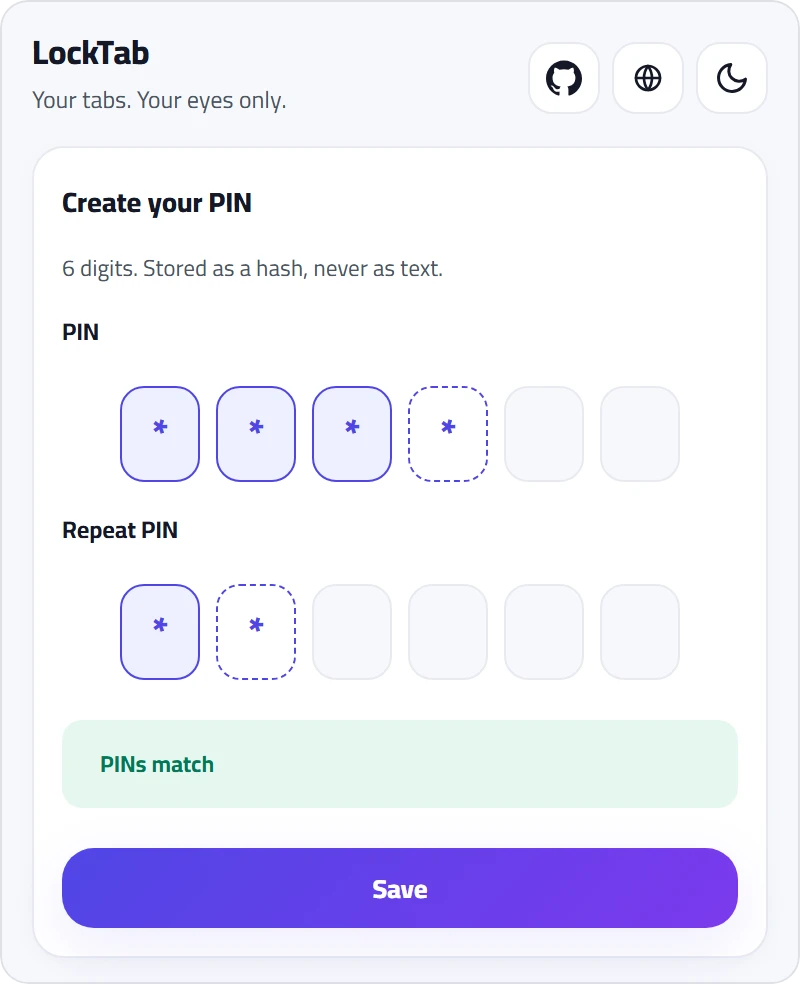 LockTab
Your tabs. Your eyes only.
Create your PIN
6 digits. Stored as a hash, never as text.
PIN
* * * *
Repeat PIN
* *
PINs match
Save